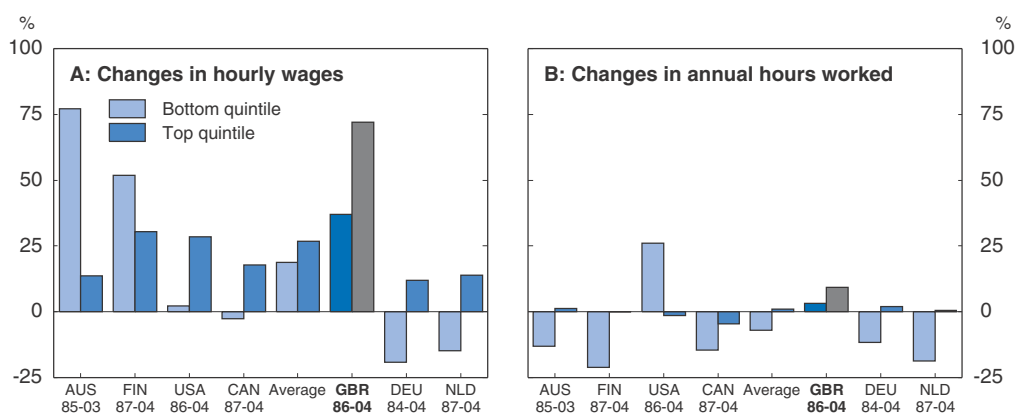 %
100
75
50
25
0
-25
A: Changes in hourly wages
Bottom quintile
Top quintile
AUS FIN USA CAN Average GBR DEU NLD
85-03 87-04 86-04 87-04 86-04 84-04 87-04
B: Changes in annual hours worked
AUS FIN USA CAN Average GBR DEU NLD
85-03 87-04 86-04 87-04 86-04 84-04 87-04
%
100
75
50
25
0
-25